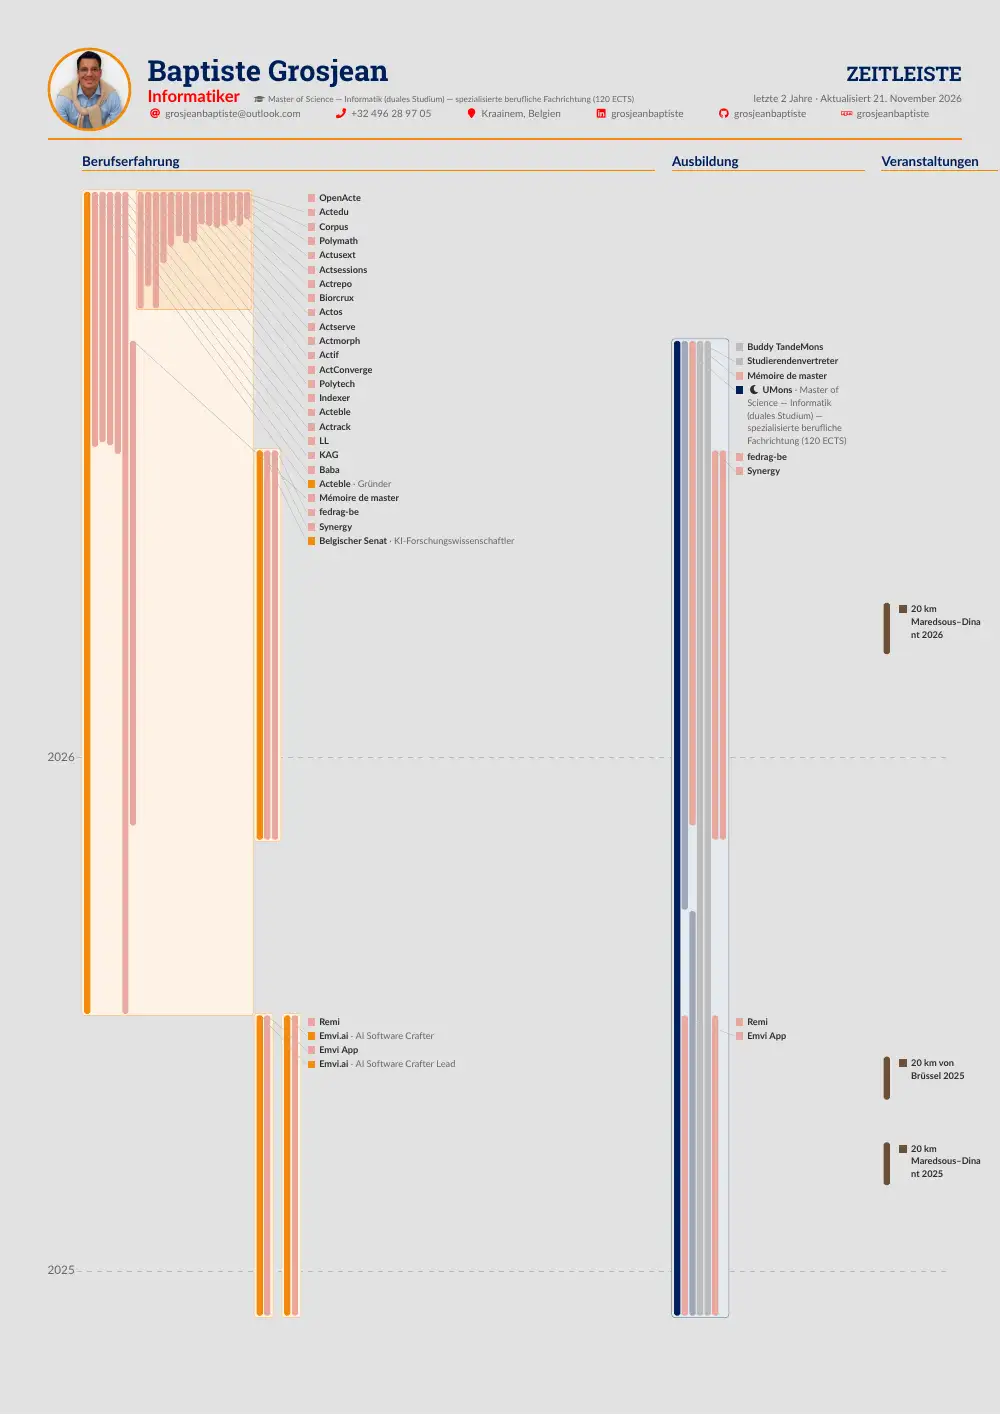 Baptiste Grosjean
ZEITLEISTE
Informatiker
Master of Science — Informatik (duales Studium) — spezialisierte berufliche Fachrichtung (120 ECTS)
letzte 2 Jahre · Aktualisiert 21. November 2026
grosjeanbaptiste@outlook.com
+32 496 28 97 05
Kraainem, Belgien
grosjeanbaptiste
grosjeanbaptiste
grosjeanbaptiste
Berufserfahrung
Ausbildung
Veranstaltungen
OpenActe
Actedu
Corpus
Polymath
Actusext
Actsessions
Actrepo
Biorcrux
Actos
Actserve
Actmorph
Actif
ActConverge
Polytech
Indexer
Acteble
Actrack
LL
KAG
Baba
Acteble · Gründer
Mémoire de master
fedrag-be
Synergy
Belgischer Senat · KI-Forschungswissenschaftler
Buddy TandeMons
Studierendenvertreter
Mémoire de master
UMons · Master of
Science — Informatik
(duales Studium) —
spezialisierte berufliche
Fachrichtung (120 ECTS)
fedrag-be
Synergy
20 km
Maredsous–Dina
nt 2026
2026
Remi
Emvi.ai · AI Software Crafter
Emvi App
Emvi.ai · AI Software Crafter Lead
Remi
Emvi App
20 km von
Brüssel 2025
20 km
Maredsous–Dina
nt 2025
2025